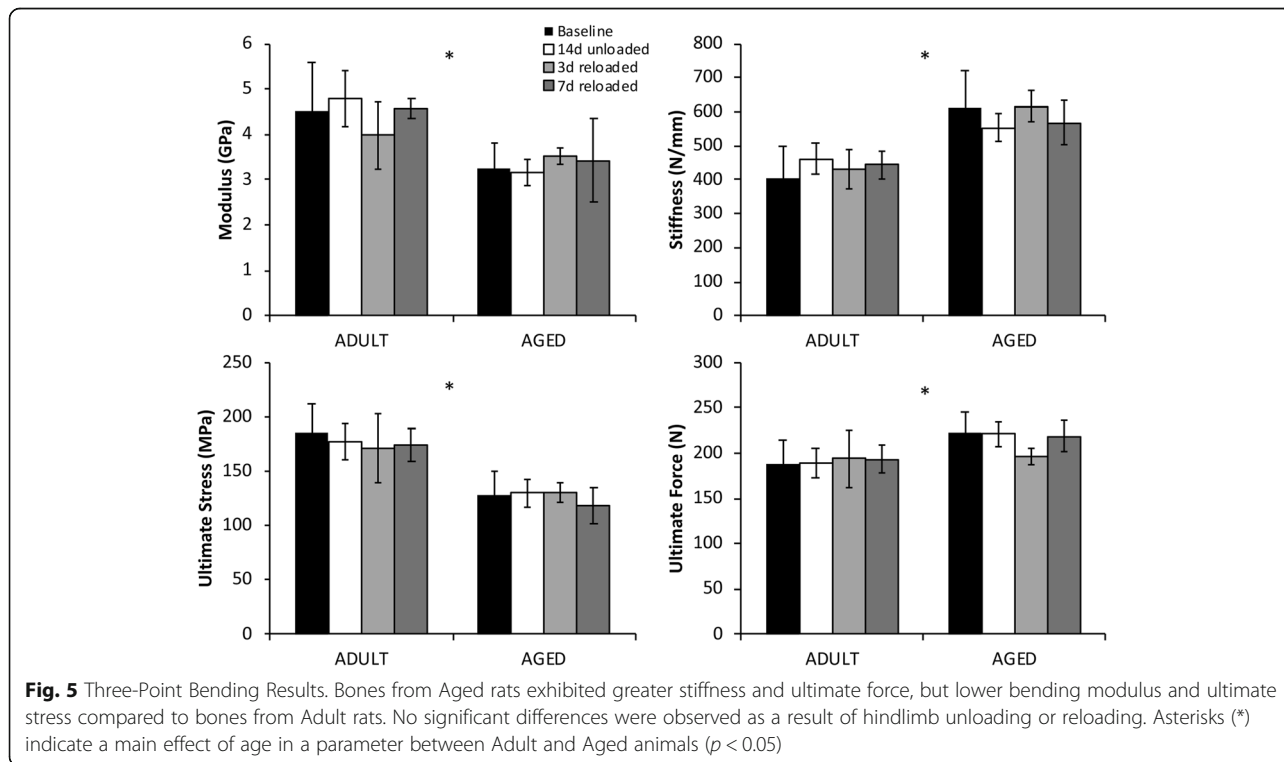 Baseline
14d unloaded
3d reloaded
7d reloaded
Modulus (GPa)
6
5
4
3
2
1
0
*
ADULT AGED
Stiffness (N/mm)
800
700
600
500
400
300
200
100
0
*
ADULT AGED
Ultimate Stress (MPa)
250
200
150
100
50
0
*
ADULT AGED
Ultimate Force (N)
300
250
200
150
100
50
0
*
ADULT AGED
Fig. 5 Three-Point Bending Results. Bones from Aged rats exhibited greater stiffness and ultimate force, but lower bending modulus and ultimate
stress compared to bones from Adult rats. No significant differences were observed as a result of hindlimb unloading or reloading. Asterisks (*)
indicate a main effect of age in a parameter between Adult and Aged animals (p < 0.05)